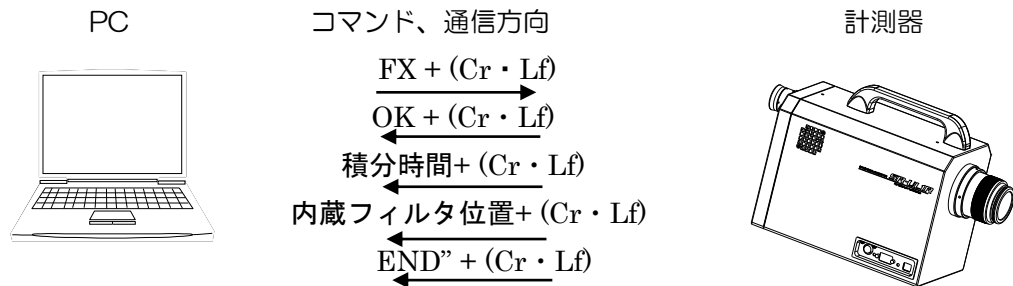 PC コマンド、通信方向 計測器
FX + (Cr・Lf)
OK + (Cr・Lf)
積分時間+ (Cr・Lf)
内蔵フィルタ位置+ (Cr・Lf)
END” + (Cr・Lf)